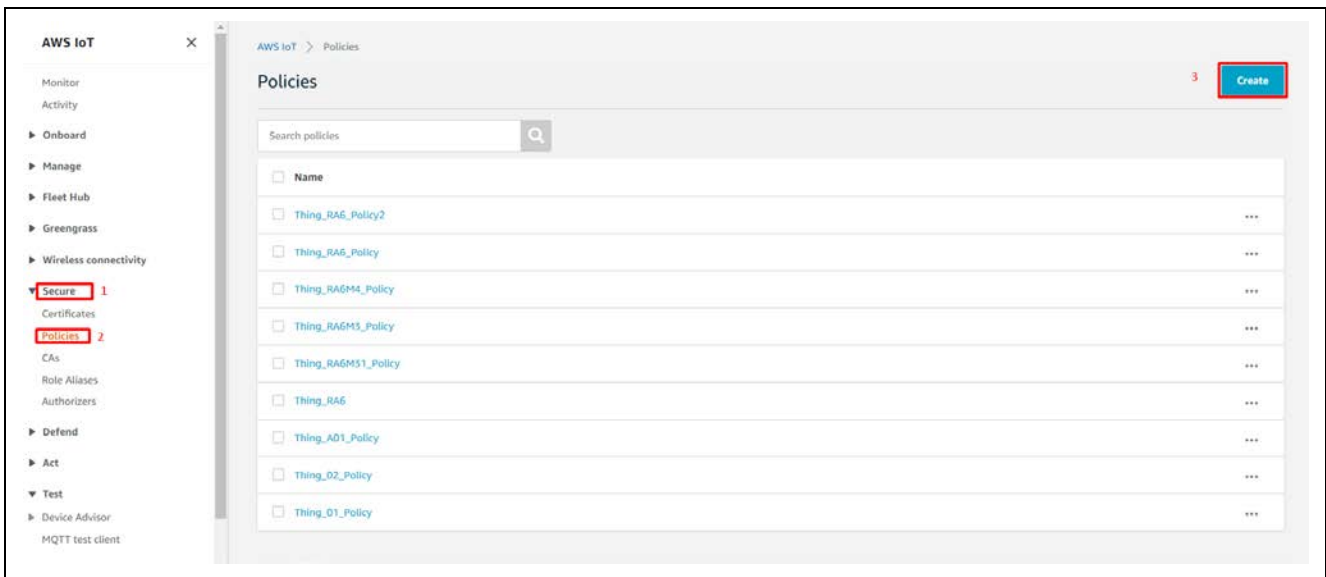 AWS IoT ×
Monitor
Activity
Onboard
Manage
Fleet Hub
Greengrass
Wireless connectivity
Secure 1
Certificates
Policies 2
CAs
Role Aliases
Authorizers
Defend
Act
Test
Device Advisor
MQTT test client
AWS IoT > Policies
Policies
3 Create
Search policies
Name
Thing_RA6_Policy2 ...
Thing_RA6_Policy ...
Thing_RA6M4_Policy ...
Thing_RA6M3_Policy ...
Thing_RA6M31_Policy ...
Thing_RA6 ...
Thing_A01_Policy ...
Thing_02_Policy ...
Thing_01_Policy ...